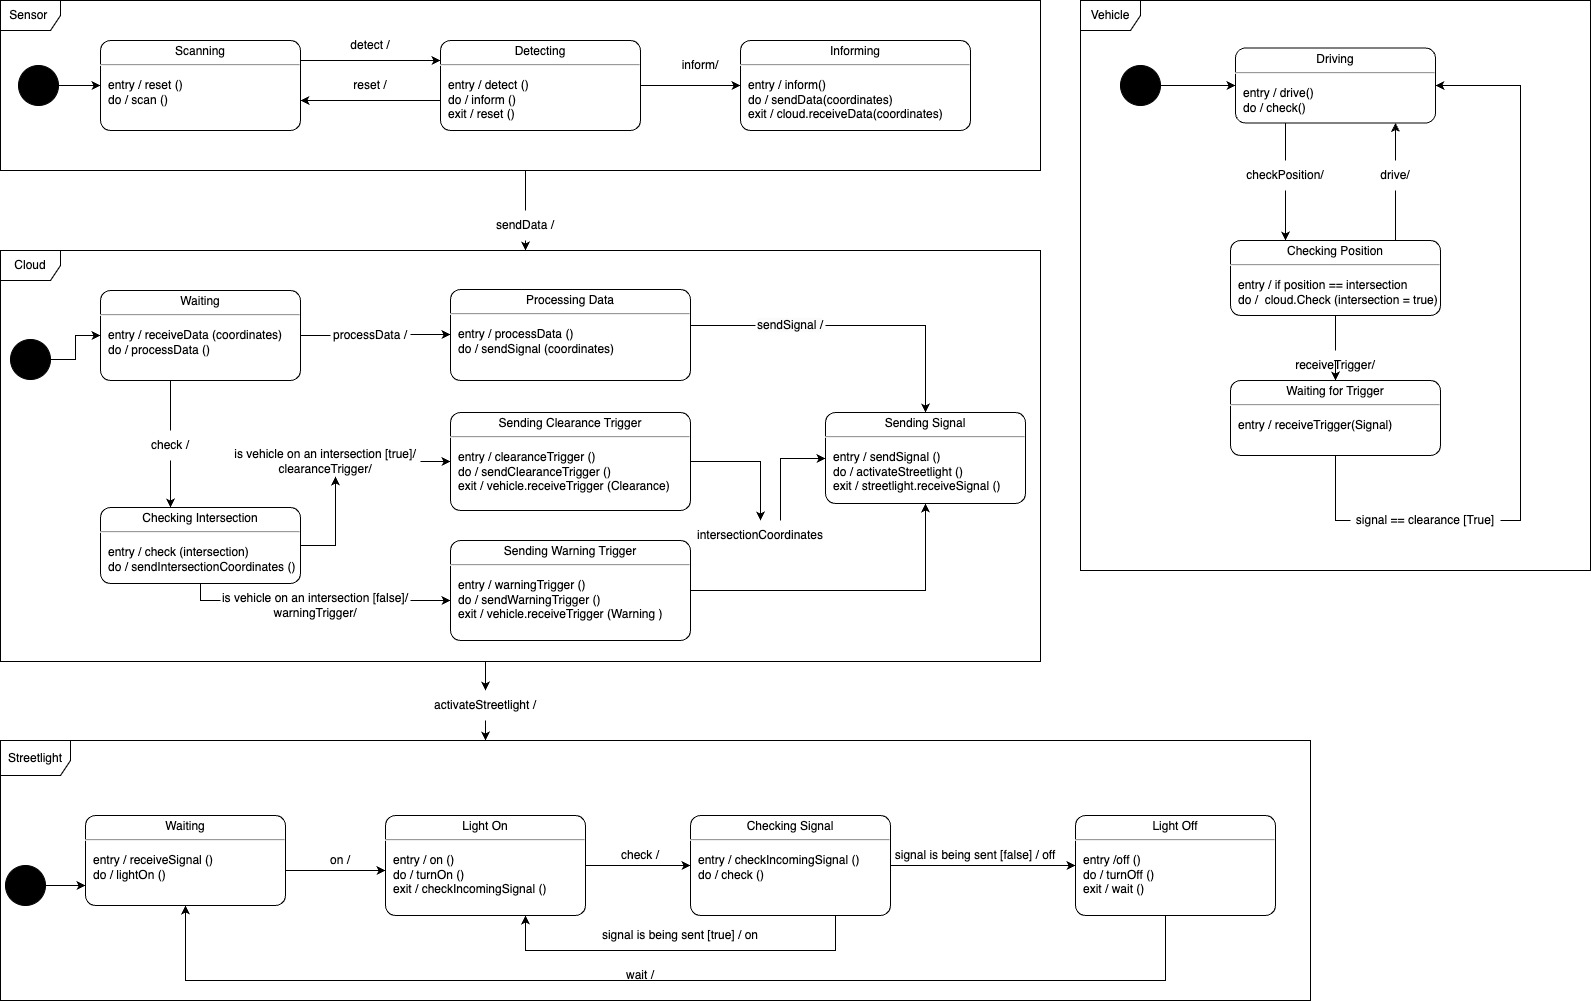 Sensor
Scanning
entry / reset ()
do / scan ()
detect /
reset /
Detecting
entry / detect ()
do / inform ()
exit / reset ()
inform/
Informing
entry / inform()
do / sendData(coordinates)
exit / cloud.receiveData(coordinates)
sendData /
Vehicle
Driving
entry / drive()
do / check()
checkPosition/
drive/
Checking Position
entry / if position == intersection
do /  cloud.Check (intersection = true)
receiveTrigger/
Waiting for Trigger
entry / receiveTrigger(Signal)
signal == clearance [True]
Cloud
Waiting
entry / receiveData (coordinates)
do / processData ()
processData /
Processing Data
entry / processData ()
do / sendSignal (coordinates)
sendSignal /
check /
is vehicle on an intersection [true]/
clearanceTrigger/
Sending Clearance Trigger
entry / clearanceTrigger ()
do / sendClearanceTrigger ()
exit / vehicle.receiveTrigger (Clearance)
Sending Signal
entry / sendSignal ()
do / activateStreetlight ()
exit / streetlight.receiveSignal ()
intersectionCoordinates
Checking Intersection
entry / check (intersection)
do / sendIntersectionCoordinates ()
is vehicle on an intersection [false]/
warningTrigger/
Sending Warning Trigger
entry / warningTrigger ()
do / sendWarningTrigger ()
exit / vehicle.receiveTrigger (Warning )
activateStreetlight /
Streetlight
Waiting
entry / receiveSignal ()
do / lightOn ()
on /
Light On
entry / on ()
do / turnOn ()
exit / checkIncomingSignal ()
check /
Checking Signal
entry / checkIncomingSignal ()
do / check ()
signal is being sent [false] / off
Light Off
entry /off ()
do / turnOff ()
exit / wait ()
signal is being sent [true] / on
wait /